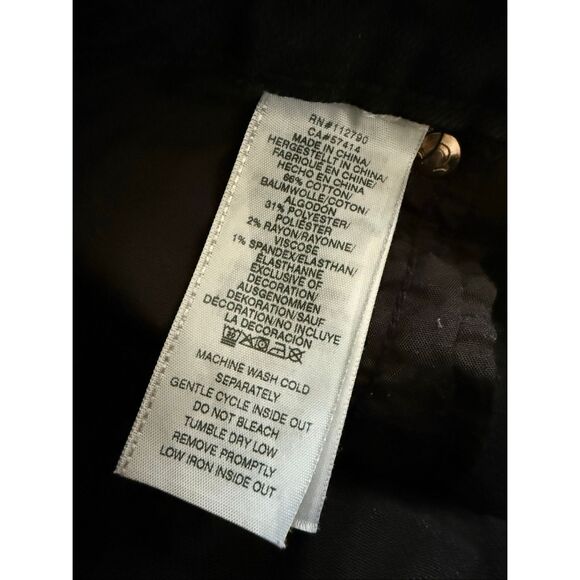 RN#112790
CA#57414
MADE IN CHINA/
HERGESTELLT IN CHINA/
FABRIQUÉ EN CHINE/
HECHO EN CHINA
66% COTTON/
BAUMWOLLE/COTON/
ALGODÓN
31% POLYESTER/
POLIÉSTER
2% RAYON/RAYONNE/
VISCOSE
1% SPANDEX/ELASTHAN/
ÉLASTHANNE
EXCLUSIVE OF
DECORATION/
AUSGENOMMEN
DEKORATION/SAUF
DÉCORATION/NO INCLUYE
LA DECORACIÓN
MACHINE WASH COLD
SEPARATELY
GENTLE CYCLE INSIDE OUT
DO NOT BLEACH
TUMBLE DRY LOW
REMOVE PROMPTLY
LOW IRON INSIDE OUT